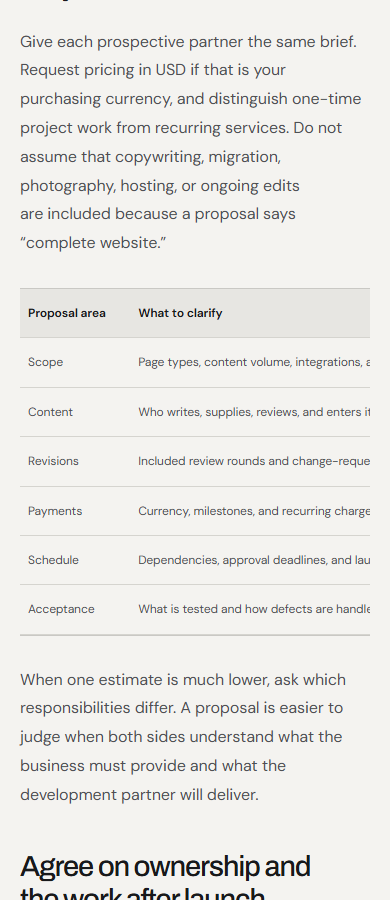 Give each prospective partner the same brief.
Request pricing in USD if that is your
purchasing currency, and distinguish one-time
project work from recurring services. Do not
assume that copywriting, migration,
photography, hosting, or ongoing edits
are included because a proposal says
“complete website.”
Proposal area What to clarify
Scope Page types, content volume, integrations,
Content Who writes, supplies, reviews, and enters
Revisions Included review rounds and
Payments Currency, milestones, and recurring
Schedule Dependencies, approval deadlines, and
Acceptance What is tested and how defects are
When one estimate is much lower, ask which
responsibilities differ. A proposal is easier to
judge when both sides understand what the
business must provide and what the
development partner will deliver.
Agree on ownership and
the work after launch